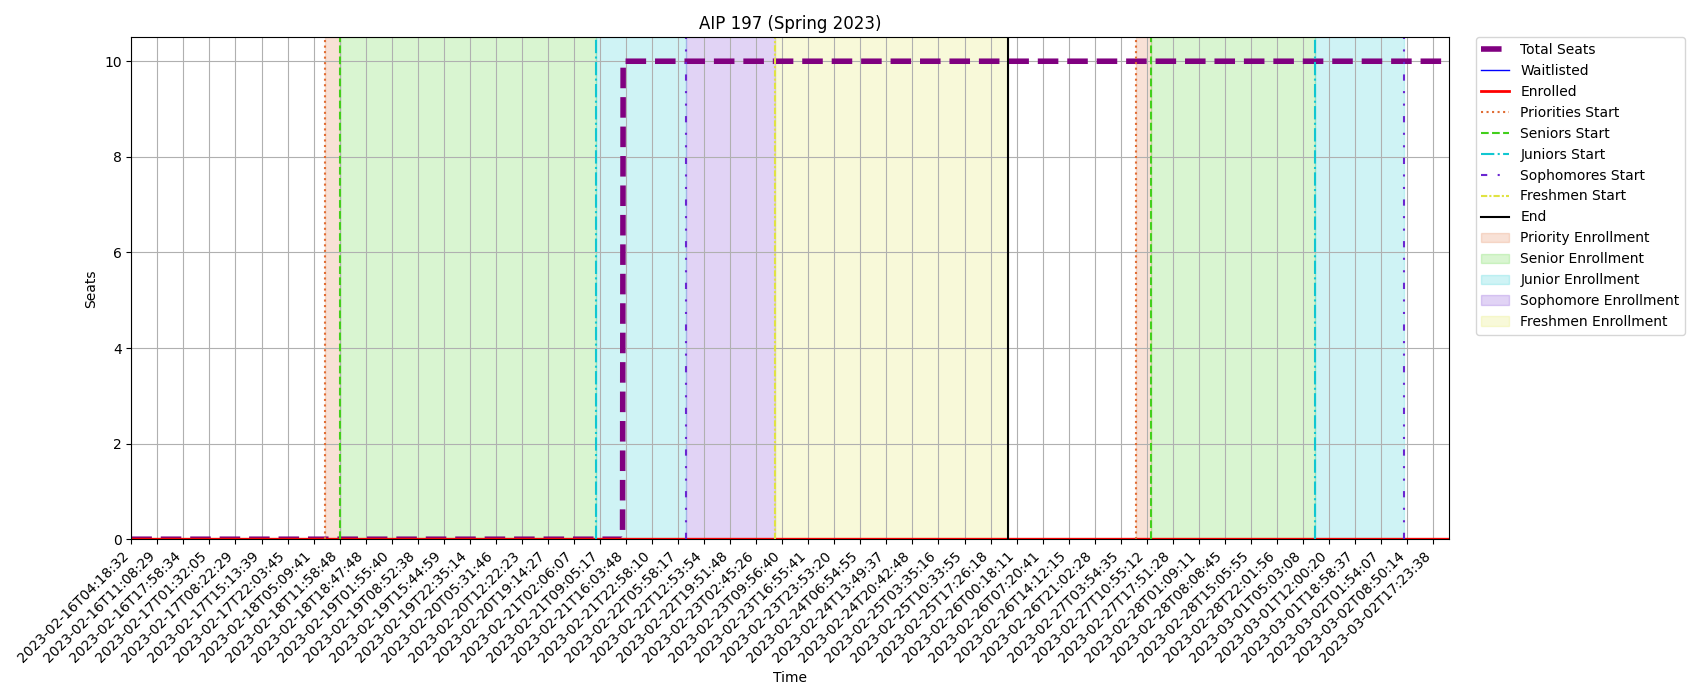 AIP 197 (Spring 2023)
Seats
10
8
6
4
2
0
2023-02-16T04:18:32
2023-02-16T11:08:29
2023-02-16T17:58:34
2023-02-17T01:32:05
2023-02-17T08:22:29
2023-02-17T15:13:39
2023-02-17T22:03:45
2023-02-18T05:09:41
2023-02-18T11:58:48
2023-02-18T18:47:48
2023-02-19T01:55:40
2023-02-19T08:52:38
2023-02-19T15:44:59
2023-02-19T22:35:14
2023-02-20T05:31:46
2023-02-20T12:22:23
2023-02-20T19:14:27
2023-02-21T02:06:07
2023-02-21T09:05:17
2023-02-21T16:03:48
2023-02-21T22:58:10
2023-02-22T05:58:17
2023-02-22T12:53:54
2023-02-22T19:51:48
2023-02-23T02:45:26
2023-02-23T09:56:40
2023-02-23T16:55:41
2023-02-23T23:53:20
2023-02-24T06:54:55
2023-02-24T13:49:37
2023-02-24T20:42:48
2023-02-25T03:35:16
2023-02-25T10:33:55
2023-02-25T17:26:18
2023-02-26T00:18:11
2023-02-26T07:20:41
2023-02-26T14:12:15
2023-02-26T21:02:28
2023-02-27T03:54:35
2023-02-27T10:55:12
2023-02-27T17:51:28
2023-02-28T01:09:11
2023-02-28T08:08:45
2023-02-28T15:05:55
2023-02-28T22:01:56
2023-03-01T05:03:08
2023-03-01T12:00:20
2023-03-01T18:58:37
2023-03-02T01:54:07
2023-03-02T08:50:14
2023-03-02T17:23:38
Time
Total Seats
Waitlisted
Enrolled
Priorities Start
Seniors Start
Juniors Start
Sophomores Start
Freshmen Start
End
Priority Enrollment
Senior Enrollment
Junior Enrollment
Sophomore Enrollment
Freshmen Enrollment